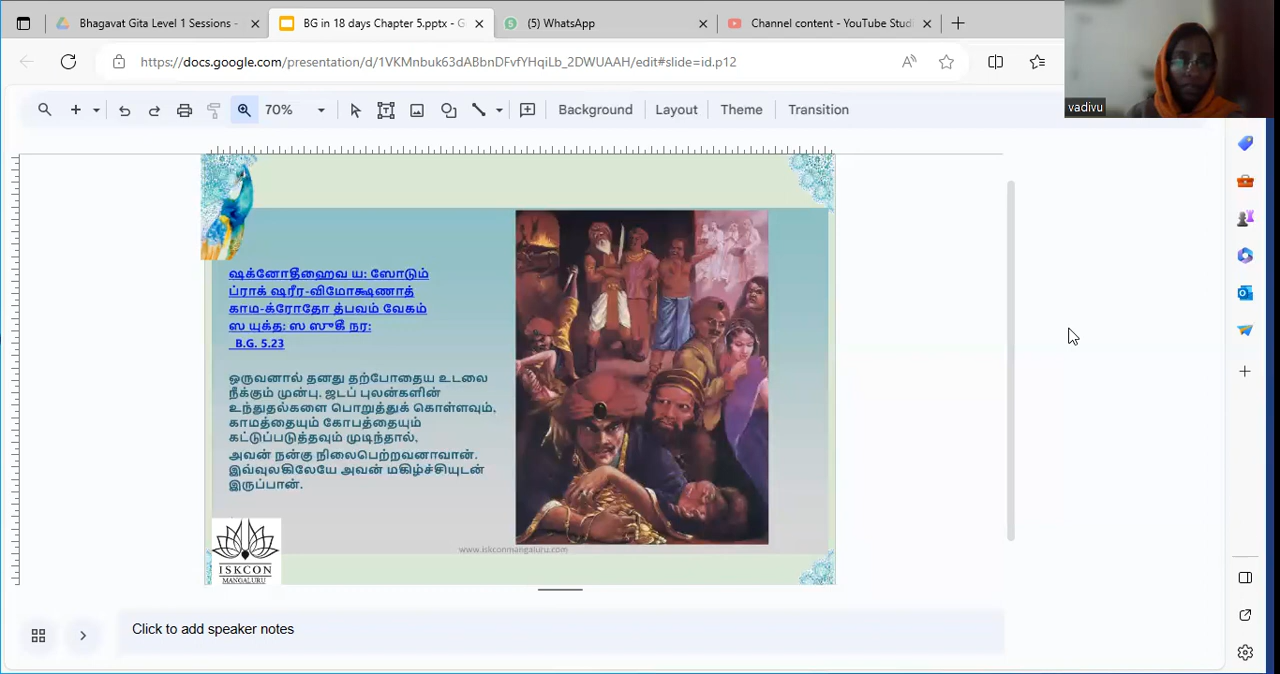 Bhagavat Gita Level 1 Sessions -
BG in 18 days Chapter 5.pptx - G
(5) WhatsApp
Channel content - YouTube Stud
https://docs.google.com/presentation/d/1VKMnbuk63dABbnDFvfYHqiLb_2DWUAAH/edit#slide=id.p12
vadivu
70%
Background
Layout
Theme
Transition
ஷக்னோதீஹைவ ய: ஸோடும்
ப்ராக் ஷரீர-விமோக்ஷணாத்
காம-க்ரோதோ த்பவம் வேகம்
ஸ யுக்த: ஸ ஸுகீ நர:
B.G. 5.23
ஒருவனால் தனது தற்போதைய உடலை
நீக்கும் முன்பு, ஜடப் புலன்களின்
உந்துதல்களை பொறுத்துக் கொள்ளவும்,
காமத்தையும் கோபத்தையும்
கட்டுப்படுத்தவும் முடிந்தால்,
அவன் நன்கு நிலைபெற்றவனாவான்.
இவ்வுலகிலேயே அவன் மகிழ்ச்சியுடன்
இருப்பான்.
ISKCON
MANGALURU
www.iskconmangaluru.com
Click to add speaker notes